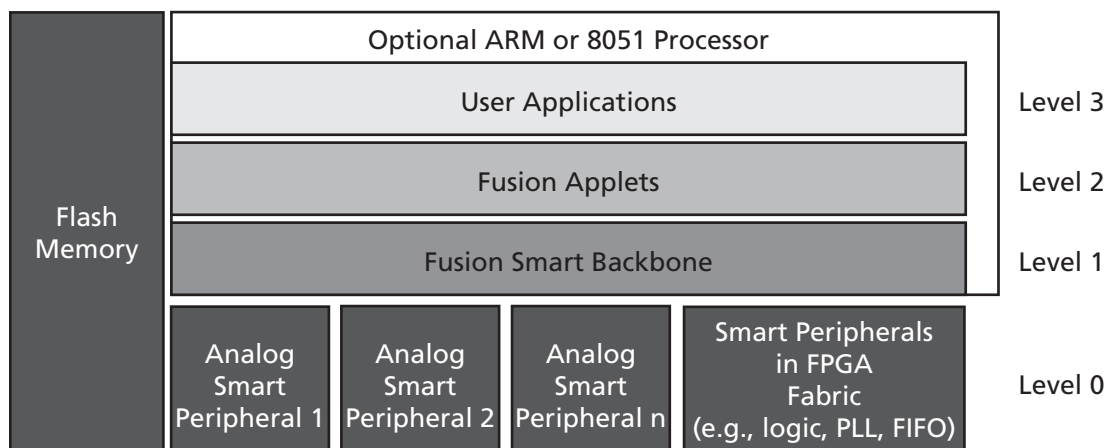 Optional ARM or 8051 Processor
User Applications
Level 3
Fusion Applets
Level 2
Flash
Memory
Fusion Smart Backbone
Level 1
Analog
Smart
Peripheral 1
Analog
Smart
Peripheral 2
Analog
Smart
Peripheral n
Smart Peripherals
in FPGA
Fabric
(e.g., logic, PLL, FIFO)
Level 0